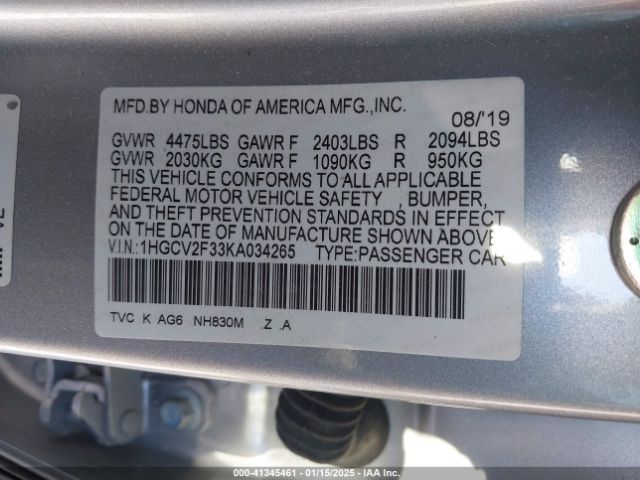 MFD.BY HONDA OF AMERICA MFG.,INC.
08/'19
GVWR 4475LBS GAWR F 2403LBS R 2094LBS
GVWR 2030KG GAWR F 1090KG R 950KG
THIS VEHICLE CONFORMS TO ALL APPLICABLE
FEDERAL MOTOR VEHICLE SAFETY , BUMPER,
AND THEFT PREVENTION STANDARDS IN EFFECT
ON THE DATE OF MANUFACTURE SHOWN ABOVE
V.I.N.:1HGCV2F33KA034265 TYPE:PASSENGER CAR
TVC K AG6 NH830M .Z .A
000-41345461 - 01/15/2025 - IAA Inc.